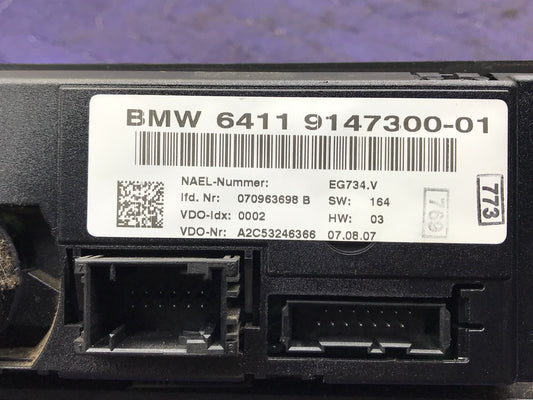 BMW 6411 9147300-01
NAEL-Nummer: EG734.V
lfd. Nr: 070963698 B SW: 164
VDO-Idx: 0002 HW: 03
VDO-Nr: A2C53246366 07.08.07
769
773